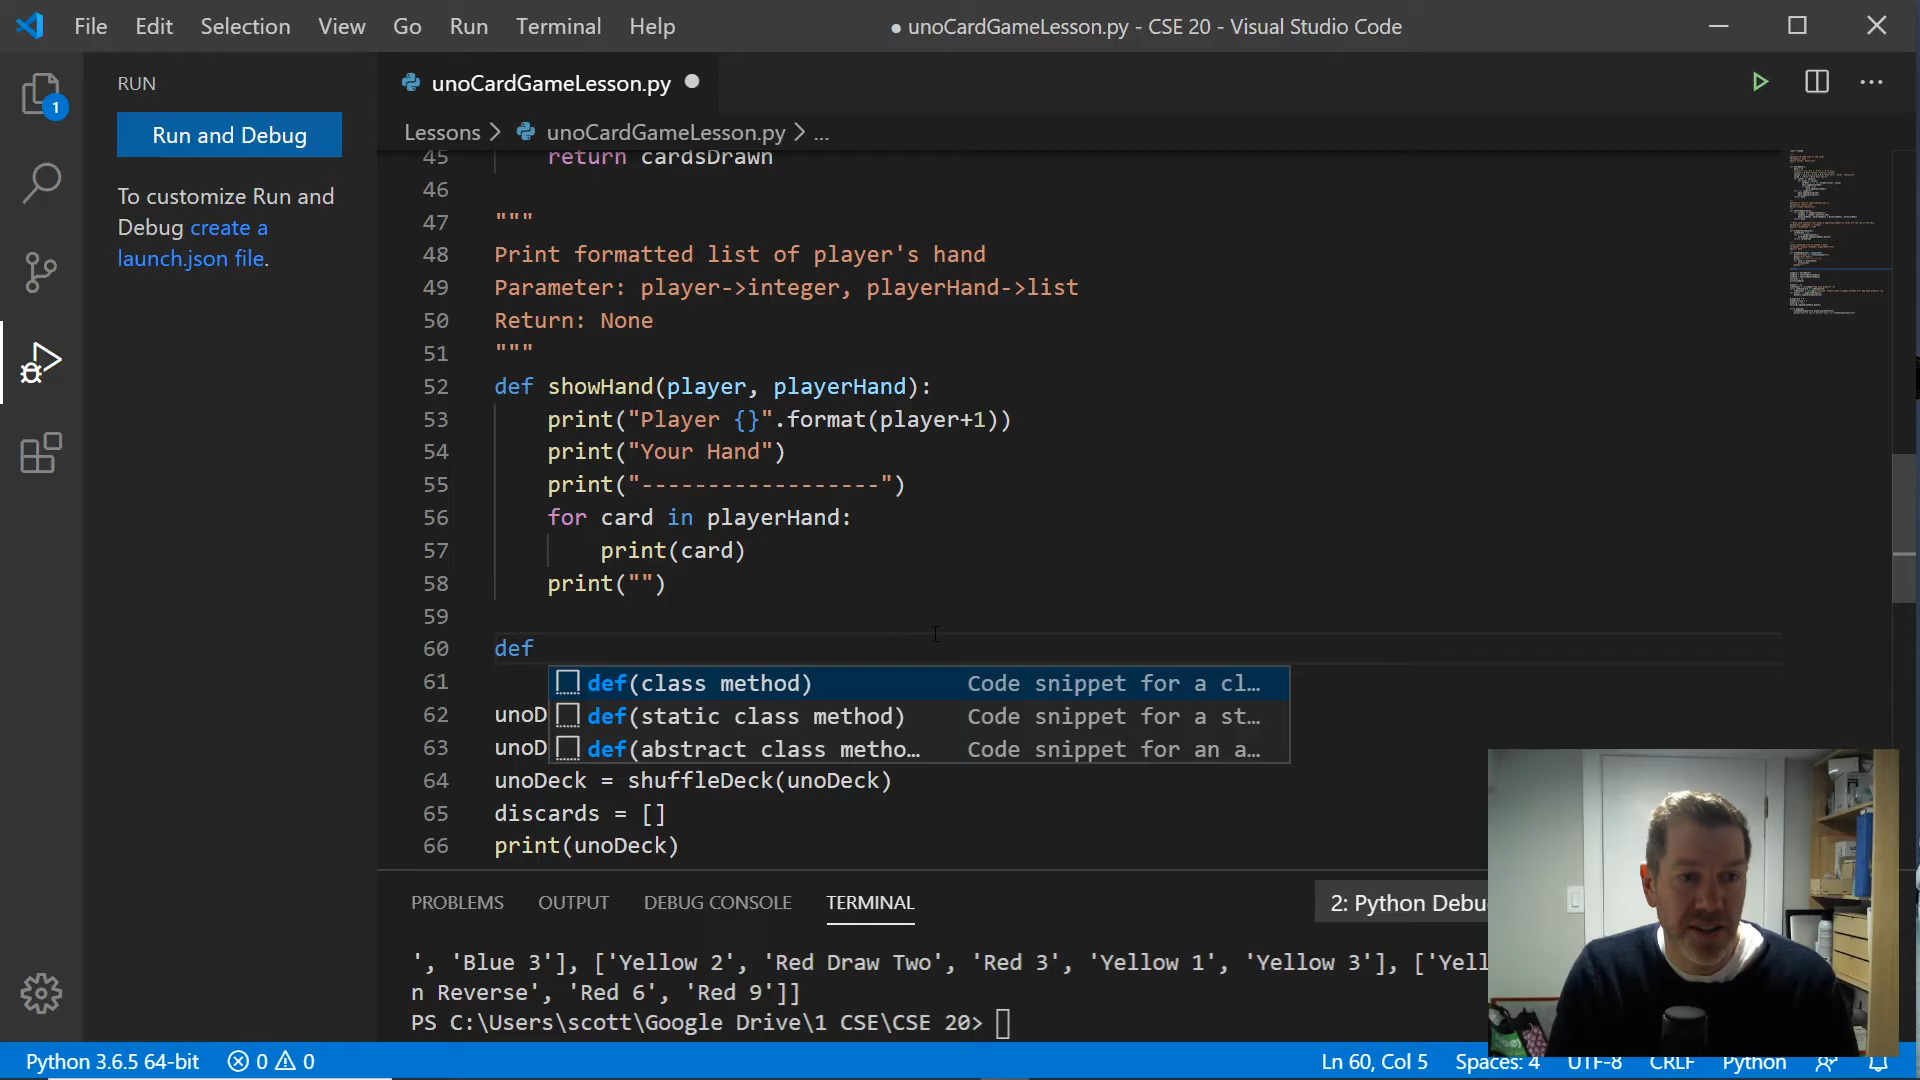 File Edit Selection View Go Run Terminal Help ● unoCardGameLesson.py - CSE 20 - Visual Studio Code
RUN
unoCardGameLesson.py
1
Run and Debug
Lessons > unoCardGameLesson.py > ...
To customize Run and
Debug create a
launch.json file.
45 return cardsDrawn
46
47 """
48 Print formatted list of player's hand
49 Parameter: player->integer, playerHand->list
50 Return: None
51 """
52 def showHand(player, playerHand):
53 print("Player {}".format(player+1))
54 print("Your Hand")
55 print("------------------")
56 for card in playerHand:
57 print(card)
58 print("")
59
60 def
61
def(class method) Code snippet for a cl…
62 unoD
def(static class method) Code snippet for a st…
63 unoD
def(abstract class metho… Code snippet for an a…
64 unoDeck = shuffleDeck(unoDeck)
65 discards = []
66 print(unoDeck)
PROBLEMS OUTPUT DEBUG CONSOLE TERMINAL 2: Python Debu
', 'Blue 3'], ['Yellow 2', 'Red Draw Two', 'Red 3', 'Yellow 1', 'Yellow 3'], ['Yell
n Reverse', 'Red 6', 'Red 9']]
PS C:\Users\scott\Google Drive\1 CSE\CSE 20>
Python 3.6.5 64-bit 0 0 Ln 60, Col 5 Spaces: 4 UTF-8 CRLF Python